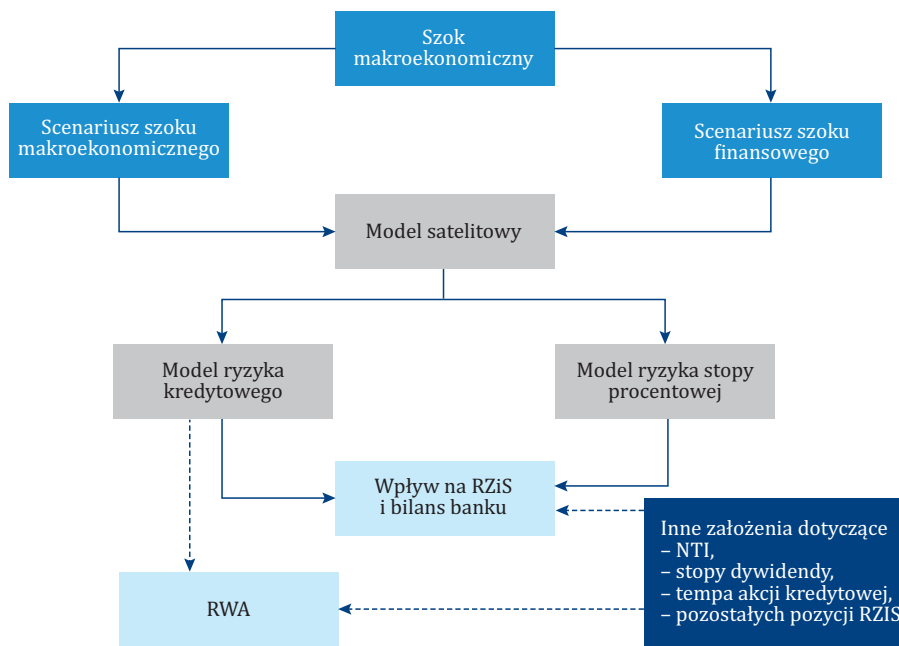 Szok
makroekonomiczny
Scenariusz szoku
makroekonomicznego
Scenariusz szoku
finansowego
Model satelitowy
Model ryzyka
kredytowego
Model ryzyka stopy
procentowej
Wpływ na RZiS
i bilans banku
Inne założenia dotyczące
– NTI,
– stopy dywidendy,
– tempa akcji kredytowej,
– pozostałych pozycji RZIS
RWA